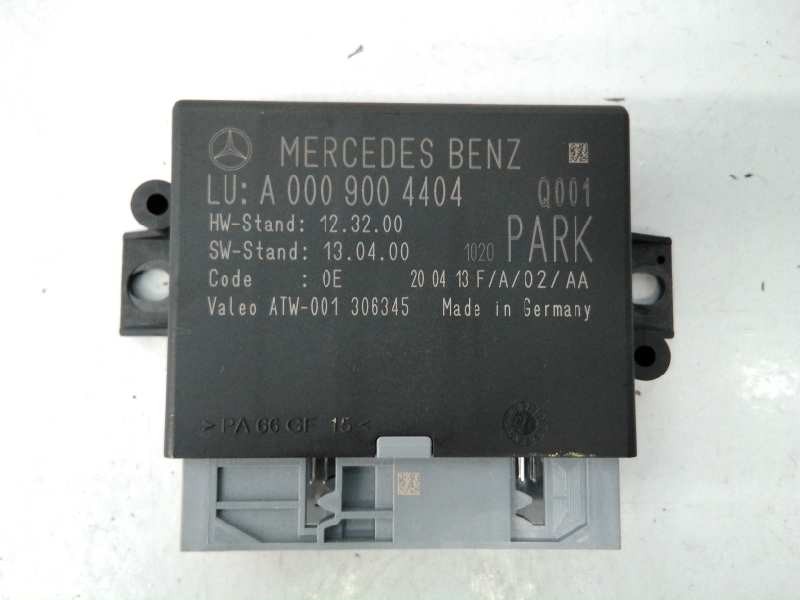 MERCEDES BENZ
LU: A 000 900 4404 Q001
HW-Stand: 12.32.00
SW-Stand: 13.04.00 1020 PARK
Code : 0E 20 04 13 F/A/02/AA
Valeo ATW-001 306345 Made in Germany
>PA 66 GF 15<